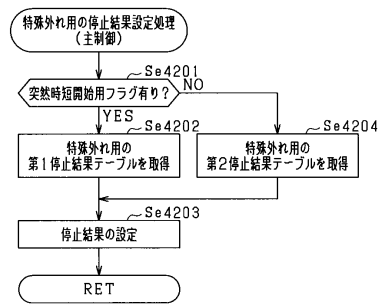 特殊外れ用の停止結果設定処理
（主制御）
Se4201
突然時短開始用フラグ有り？
NO
YES
Se4202
Se4204
特殊外れ用の
第1停止結果テーブルを取得
特殊外れ用の
第2停止結果テーブルを取得
Se4203
停止結果の設定
RET